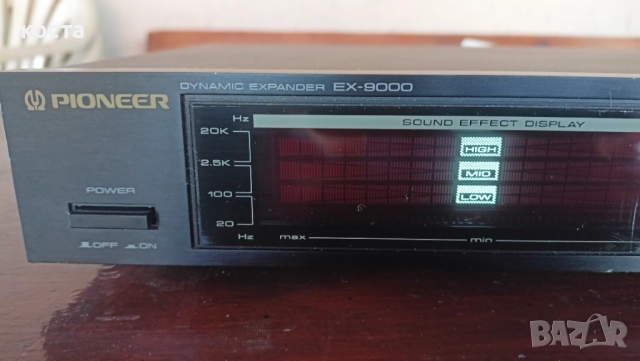 козта
PIONEER
DYNAMIC EXPANDER EX-9000
Hz
SOUND EFFECT DISPLAY
20K
HIGH
2.5K
MID
100
LOW
20
Hz
max
min
POWER
OFF
ON
BAZAR